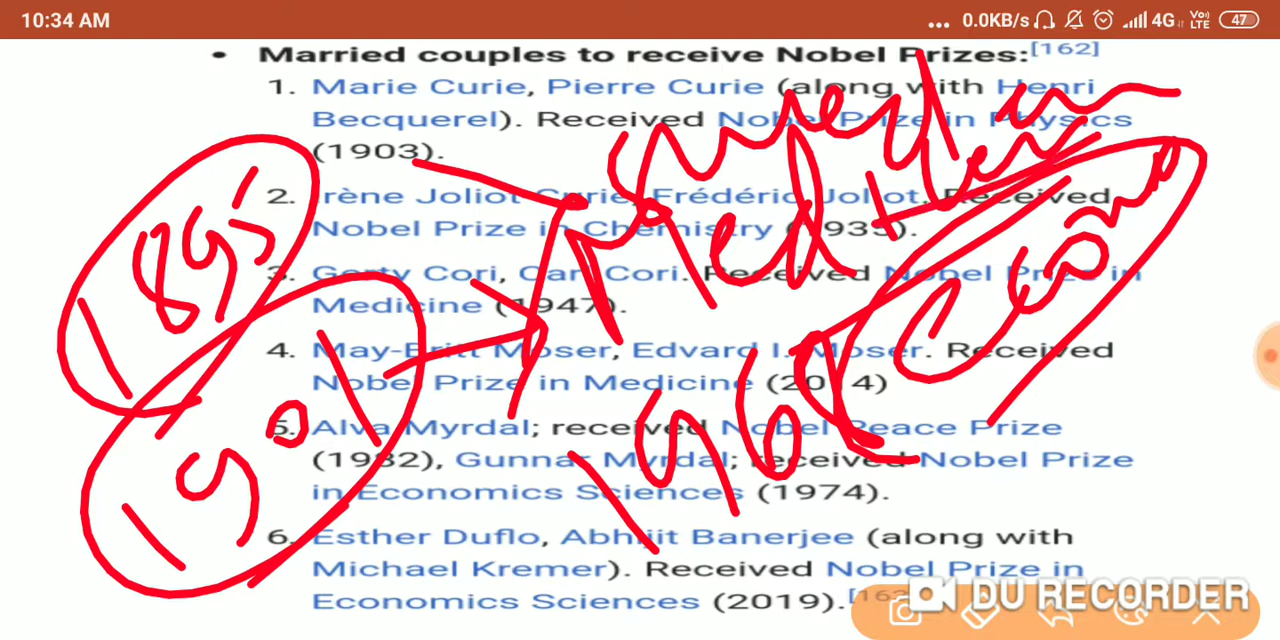 10:34 AM ... 0.0KB/s 4G Vo) LTE 47
• Married couples to receive Nobel Prizes:[162]
1. Marie Curie, Pierre Curie (along with Henri
Becquerel). Received Nobel Prize in Physics
(1903).
2. Irène Joliot Curie, Frédéric Joliot. Received
Nobel Prize in Chemistry (1935).
3. Gerty Cori, Carl Cori. Received Nobel Prize in
Medicine (1947).
4. May-Britt Moser, Edvard I. Moser. Received
Nobel Prize in Medicine (2014)
5. Alva Myrdal; received Nobel Peace Prize
(1982), Gunnar Myrdal; received Nobel Prize
in Economics Sciences (1974).
6. Esther Duflo, Abhijit Banerjee (along with
Michael Kremer). Received Nobel Prize in
Economics Sciences (2019).[163]
1895
1901
DU RECORDER